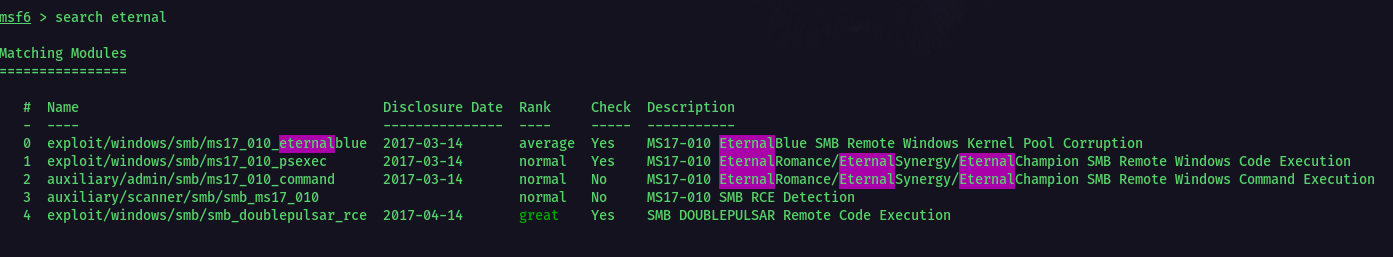 msf6 > search eternal
Matching Modules
================
#  Name                                      Disclosure Date  Rank     Check  Description
-  ----                                      ---------------  ----     -----  -----------
0  exploit/windows/smb/ms17_010_eternalblue  2017-03-14       average  Yes    MS17-010 EternalBlue SMB Remote Windows Kernel Pool Corruption
1  exploit/windows/smb/ms17_010_psexec       2017-03-14       normal   Yes    MS17-010 EternalRomance/EternalSynergy/EternalChampion SMB Remote Windows Code Execution
2  auxiliary/admin/smb/ms17_010_command      2017-03-14       normal   No     MS17-010 EternalRomance/EternalSynergy/EternalChampion SMB Remote Windows Command Execution
3  auxiliary/scanner/smb/smb_ms17_010                         normal   No     MS17-010 SMB RCE Detection
4  exploit/windows/smb/smb_doublepulsar_rce  2017-04-14       great    Yes    SMB DOUBLEPULSAR Remote Code Execution